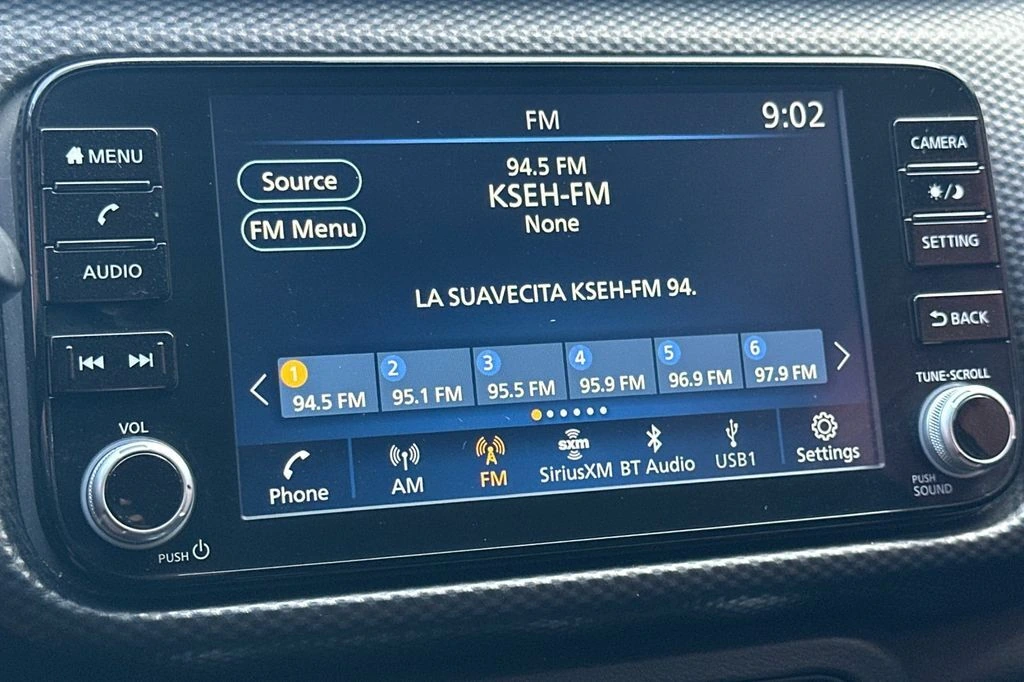 FM
9:02
MENU
AUDIO
Source
FM Menu
94.5 FM
KSEH-FM
None
LA SUAVECITA KSEH-FM 94.
1
94.5 FM
2
95.1 FM
3
95.5 FM
4
95.9 FM
5
96.9 FM
6
97.9 FM
Phone
AM
FM
sxm
SiriusXM
BT Audio
USB1
Settings
VOL
PUSH
CAMERA
SETTING
BACK
TUNE·SCROLL
PUSH
SOUND